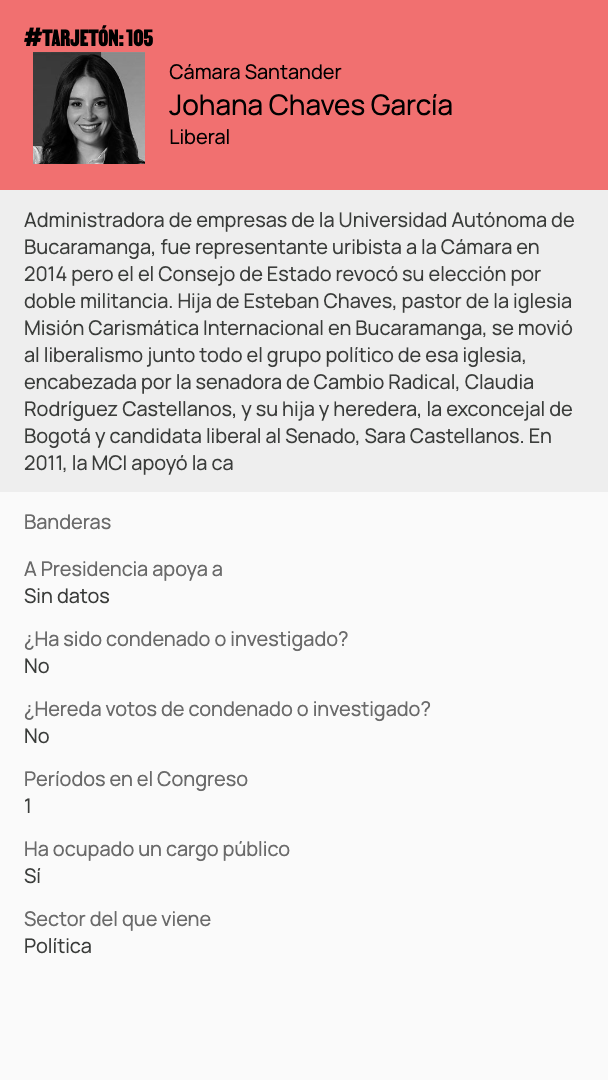 #TARJETÓN: 105
Cámara Santander
Johana Chaves García
Liberal
Administradora de empresas de la Universidad Autónoma de
Bucaramanga, fue representante uribista a la Cámara en
2014 pero el el Consejo de Estado revocó su elección por
doble militancia. Hija de Esteban Chaves, pastor de la iglesia
Misión Carismática Internacional en Bucaramanga, se movió
al liberalismo junto todo el grupo político de esa iglesia,
encabezada por la senadora de Cambio Radical, Claudia
Rodríguez Castellanos, y su hija y heredera, la exconcejal de
Bogotá y candidata liberal al Senado, Sara Castellanos. En
2011, la MCI apoyó la ca
Banderas
A Presidencia apoya a
Sin datos
¿Ha sido condenado o investigado?
No
¿Hereda votos de condenado o investigado?
No
Períodos en el Congreso
1
Ha ocupado un cargo público
Sí
Sector del que viene
Política